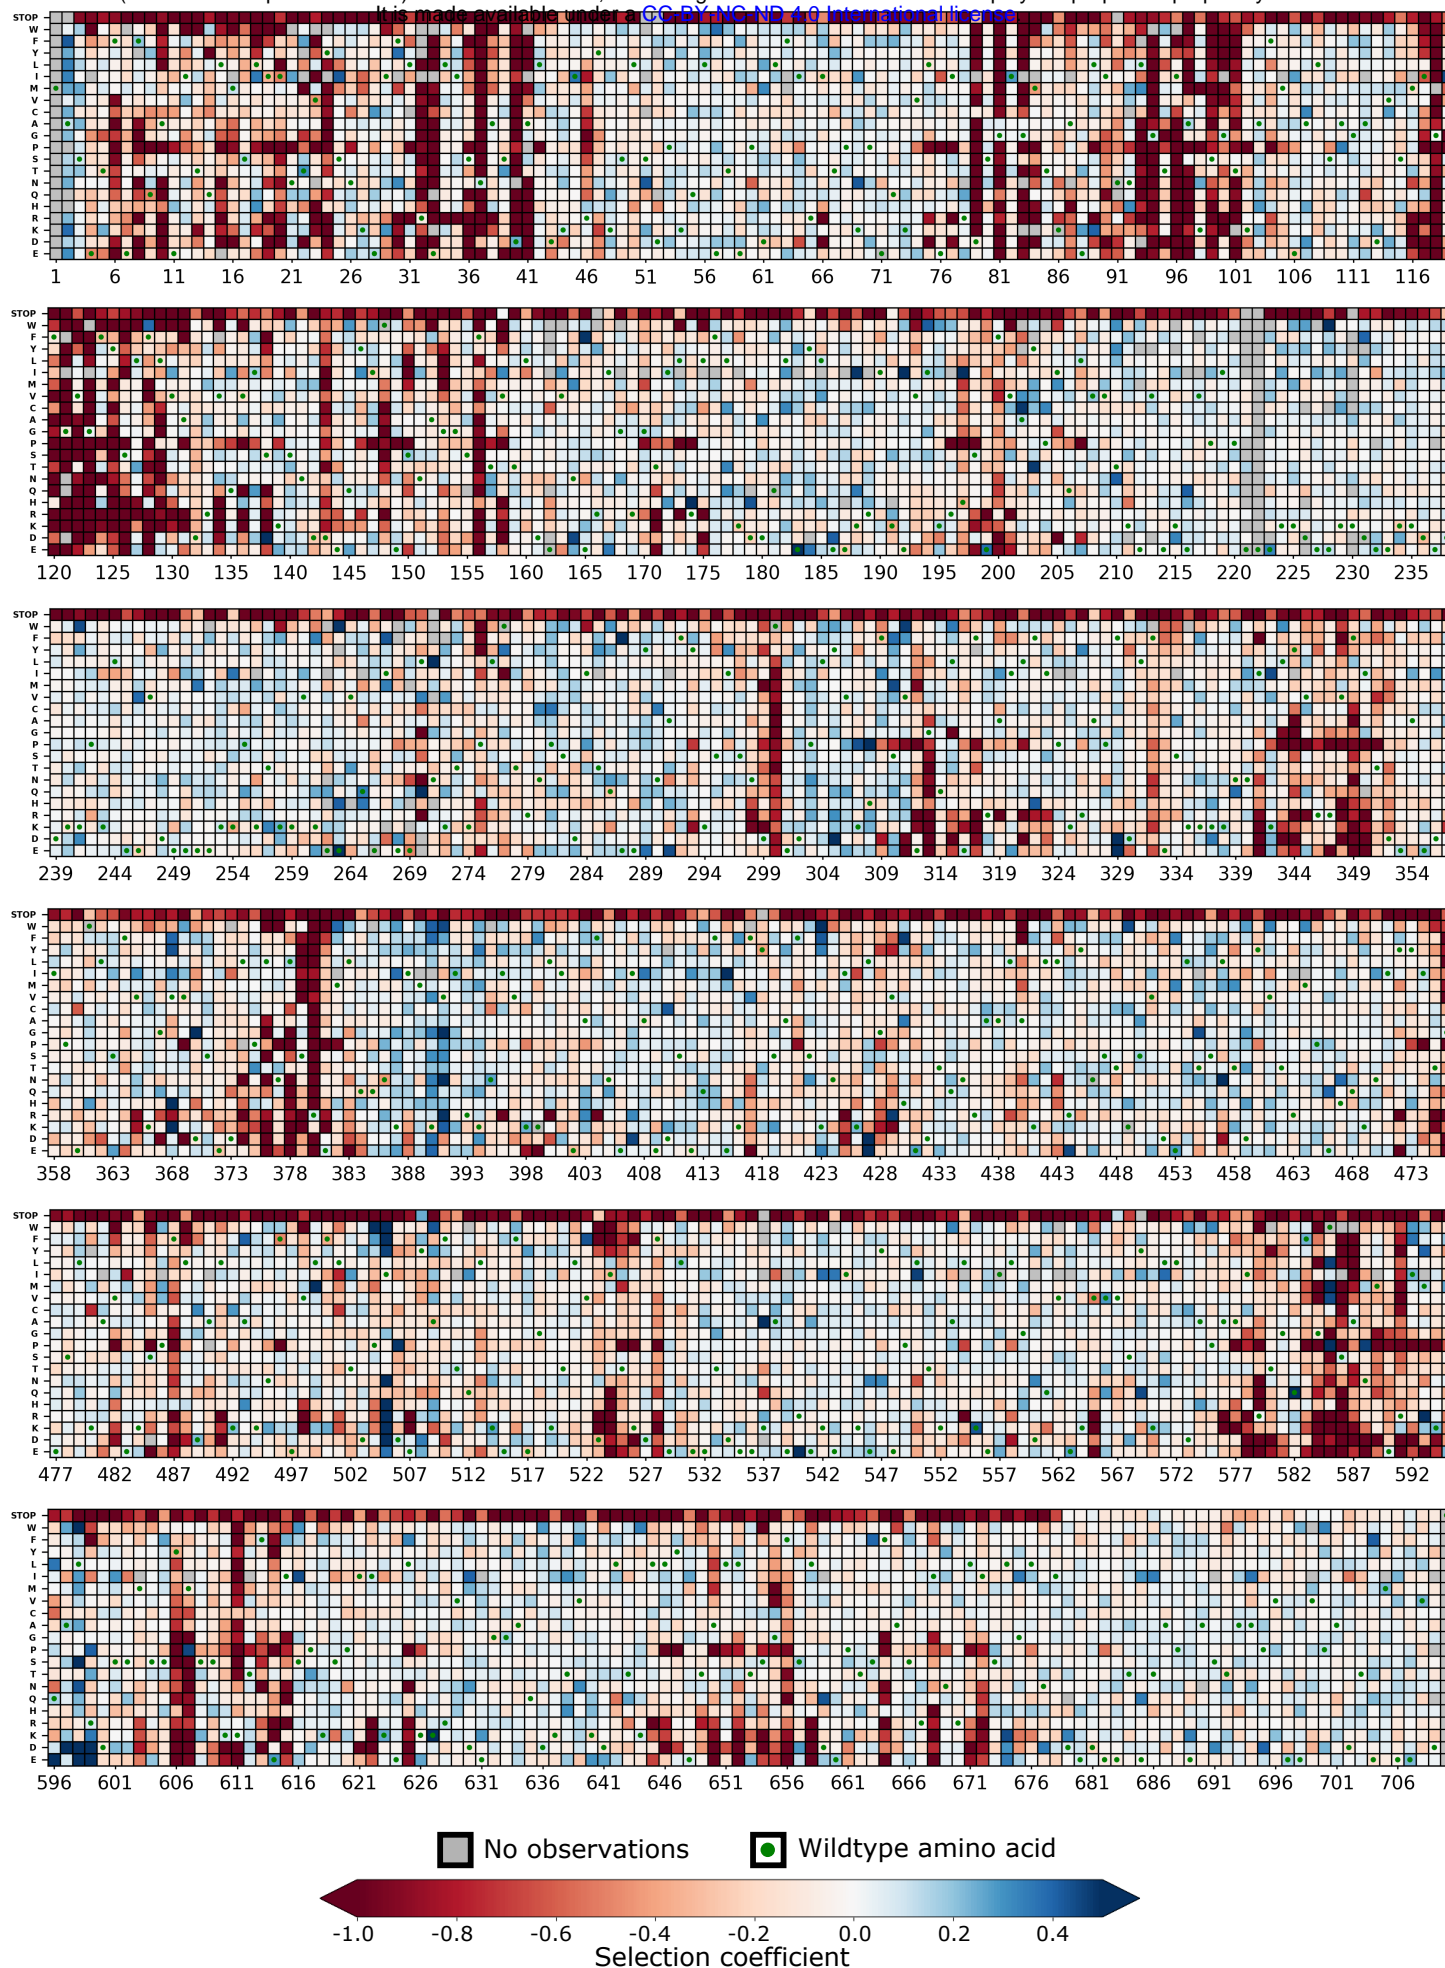 It is made available under a CC-BY-NC-ND 4.0 International license.
STOP
W
F
Y
L
I
M
V
C
A
G
P
S
T
N
Q
H
R
K
D
E
1 6 11 16 21 26 31 36 41 46 51 56 61 66 71 76 81 86 91 96 101 106 111 116
STOP
W
F
Y
L
I
M
V
C
A
G
P
S
T
N
Q
H
R
K
D
E
120 125 130 135 140 145 150 155 160 165 170 175 180 185 190 195 200 205 210 215 220 225 230 235
STOP
W
F
Y
L
I
M
V
C
A
G
P
S
T
N
Q
H
R
K
D
E
239 244 249 254 259 264 269 274 279 284 289 294 299 304 309 314 319 324 329 334 339 344 349 354
STOP
W
F
Y
L
I
M
V
C
A
G
P
S
T
N
Q
H
R
K
D
E
358 363 368 373 378 383 388 393 398 403 408 413 418 423 428 433 438 443 448 453 458 463 468 473
STOP
W
F
Y
L
I
M
V
C
A
G
P
S
T
N
Q
H
R
K
D
E
477 482 487 492 497 502 507 512 517 522 527 532 537 542 547 552 557 562 567 572 577 582 587 592
STOP
W
F
Y
L
I
M
V
C
A
G
P
S
T
N
Q
H
R
K
D
E
596 601 606 611 616 621 626 631 636 641 646 651 656 661 666 671 676 681 686 691 696 701 706
No observations
Wildtype amino acid
-1.0 -0.8 -0.6 -0.4 -0.2 0.0 0.2 0.4
Selection coefficient